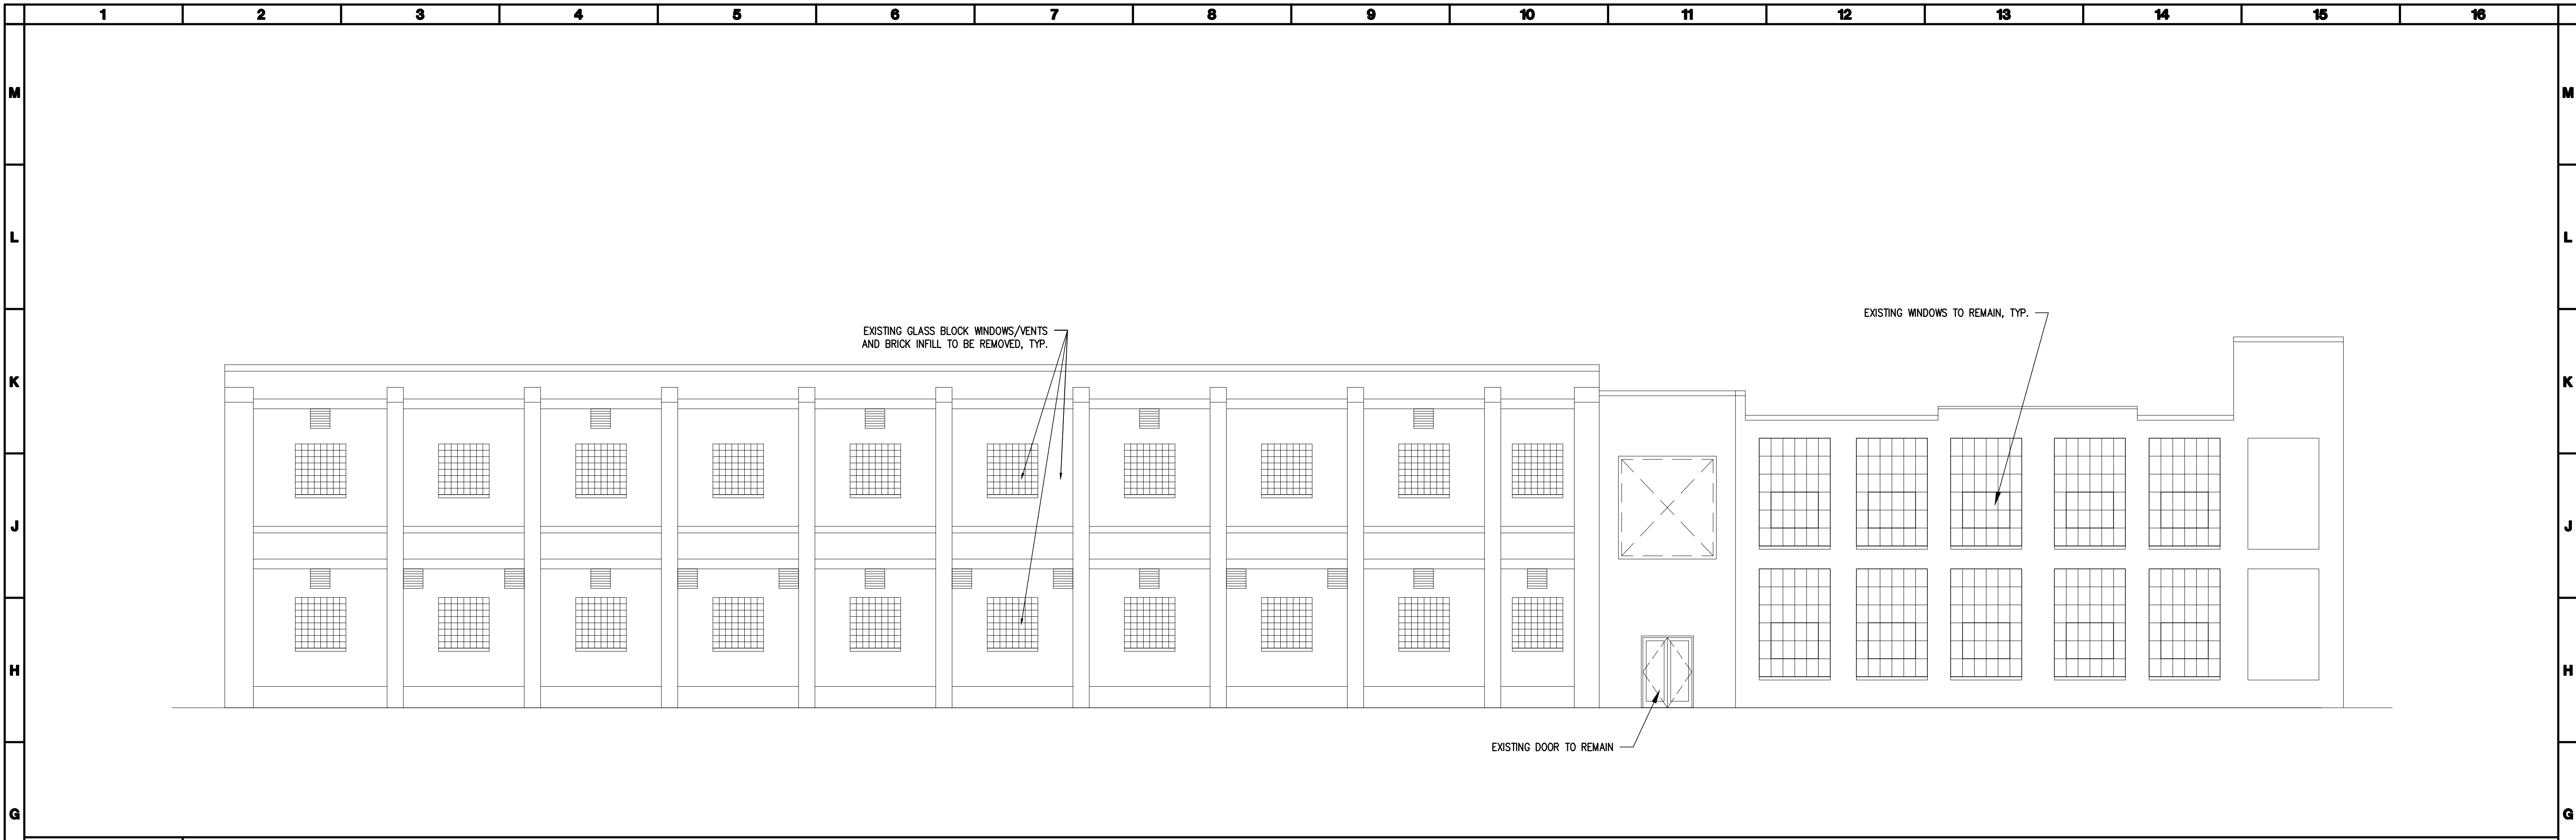 1 2 3 4 5 6 7 8 9 10 11 12 13 14 15 16
M M
L L
EXISTING WINDOWS TO REMAIN, TYP.
EXISTING GLASS BLOCK WINDOWS/VENTS
AND BRICK INFILL TO BE REMOVED, TYP.
K K
J J
H H
EXISTING DOOR TO REMAIN
G G